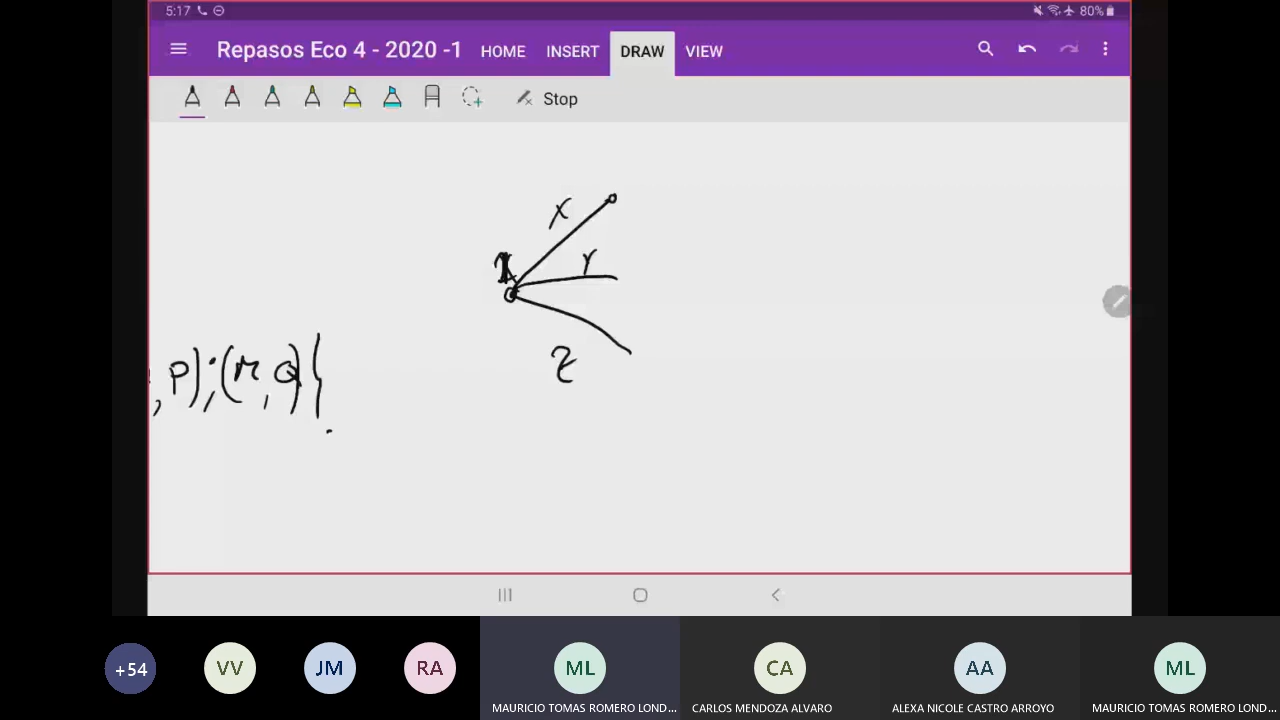 5:17 80%
Repasos Eco 4 - 2020 -1 HOME INSERT DRAW VIEW
Stop
X
Y
Z
, P); (M, Q)}
+54 VV JM RA ML CA AA ML
MAURICIO TOMAS ROMERO LOND... CARLOS MENDOZA ALVARO ALEXA NICOLE CASTRO ARROYO MAURICIO TOMAS ROMERO LOND...